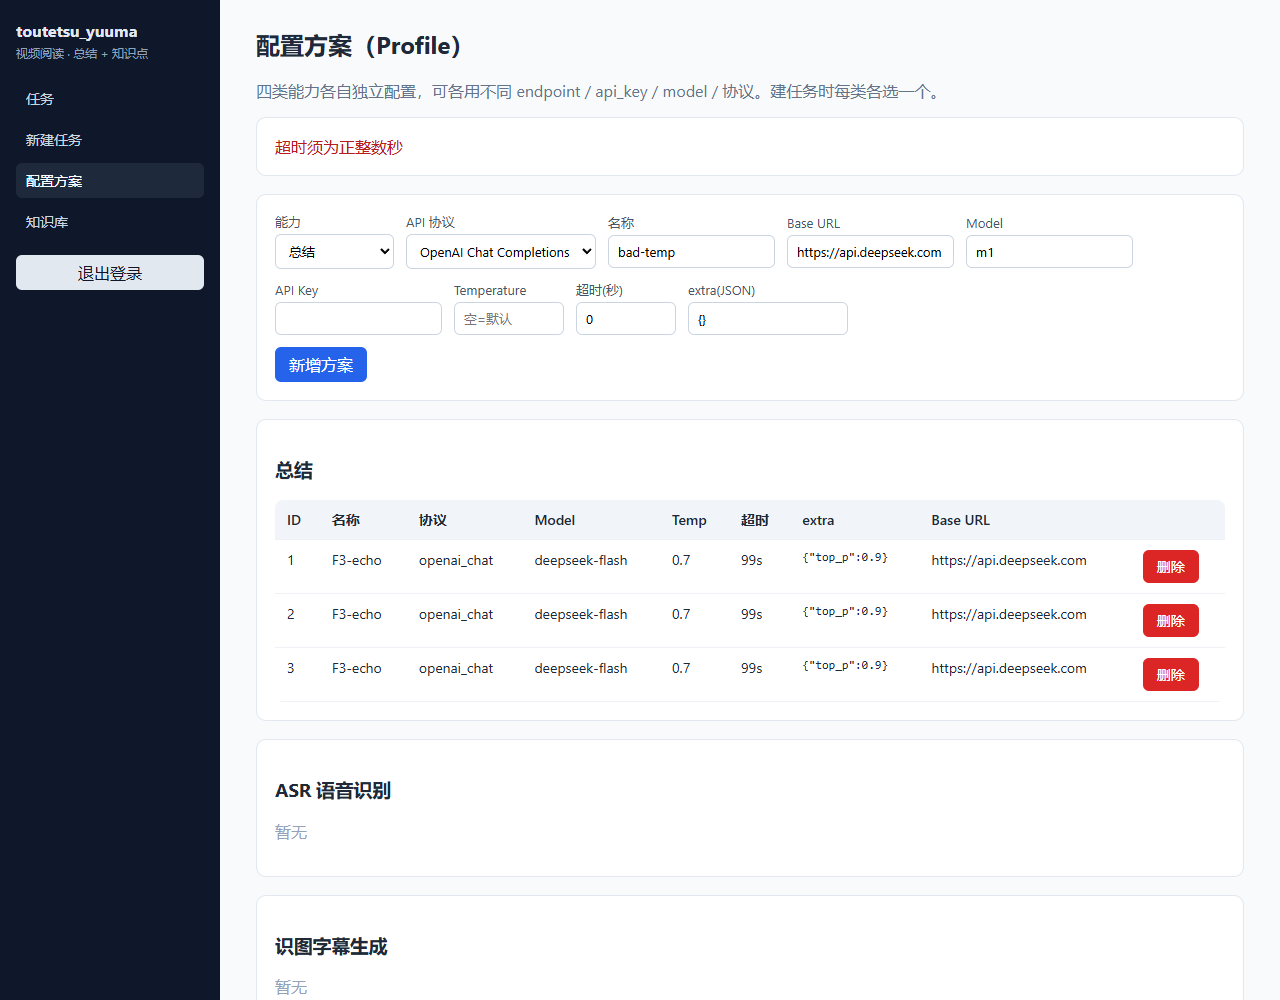 toutetsu_yuuma
视频阅读 · 总结 + 知识点
任务
新建任务
配置方案
知识库
退出登录
配置方案（Profile）
四类能力各自独立配置，可各用不同 endpoint / api_key / model / 协议。建任务时每类各选一个。
超时须为正整数秒
能力 API 协议 名称 Base URL Model
总结 OpenAI Chat Completions bad-temp https://api.deepseek.com m1
API Key Temperature 超时(秒) extra(JSON)
空=默认 0 {}
新增方案
总结
ID 名称 协议 Model Temp 超时 extra Base URL
1 F3-echo openai_chat deepseek-flash 0.7 99s {"top_p":0.9} https://api.deepseek.com 删除
2 F3-echo openai_chat deepseek-flash 0.7 99s {"top_p":0.9} https://api.deepseek.com 删除
3 F3-echo openai_chat deepseek-flash 0.7 99s {"top_p":0.9} https://api.deepseek.com 删除
ASR 语音识别
暂无
识图字幕生成
暂无